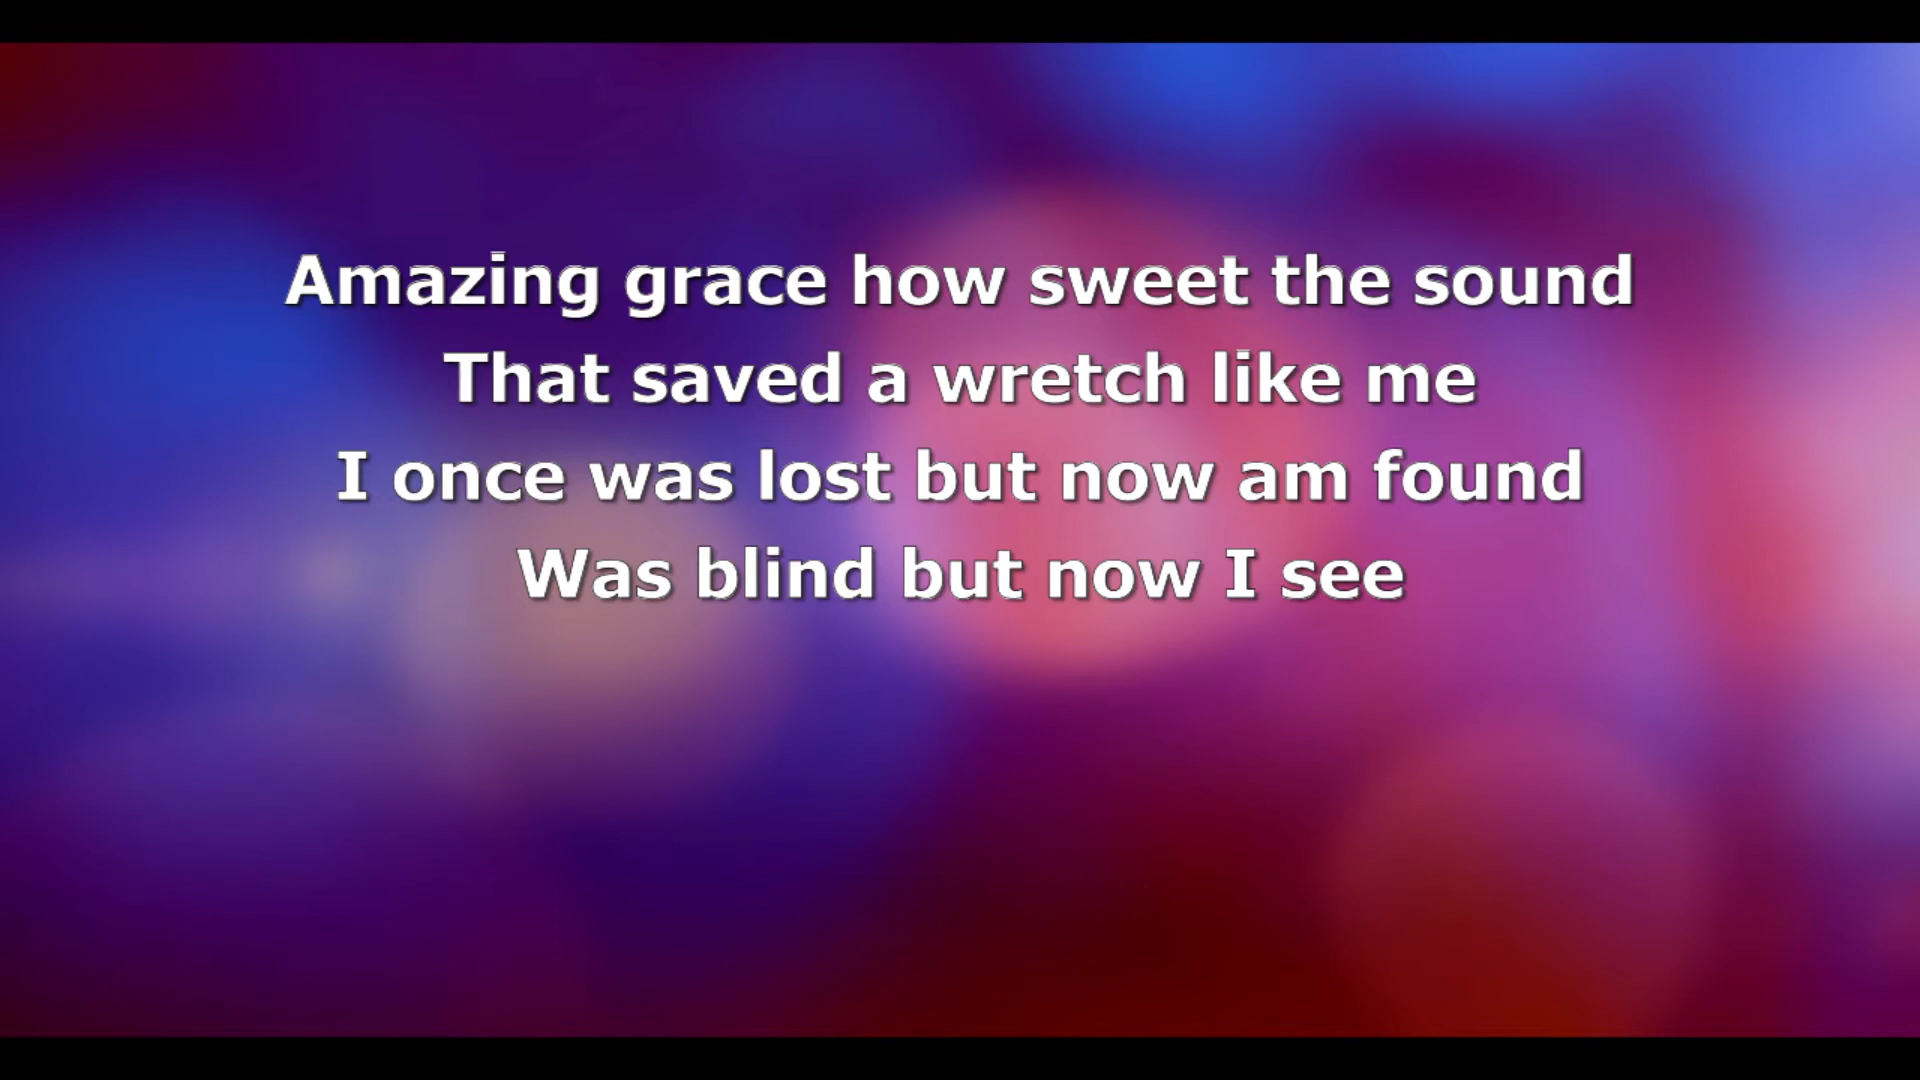 Amazing grace how sweet the sound
That saved a wretch like me
I once was lost but now am found
Was blind but now I see